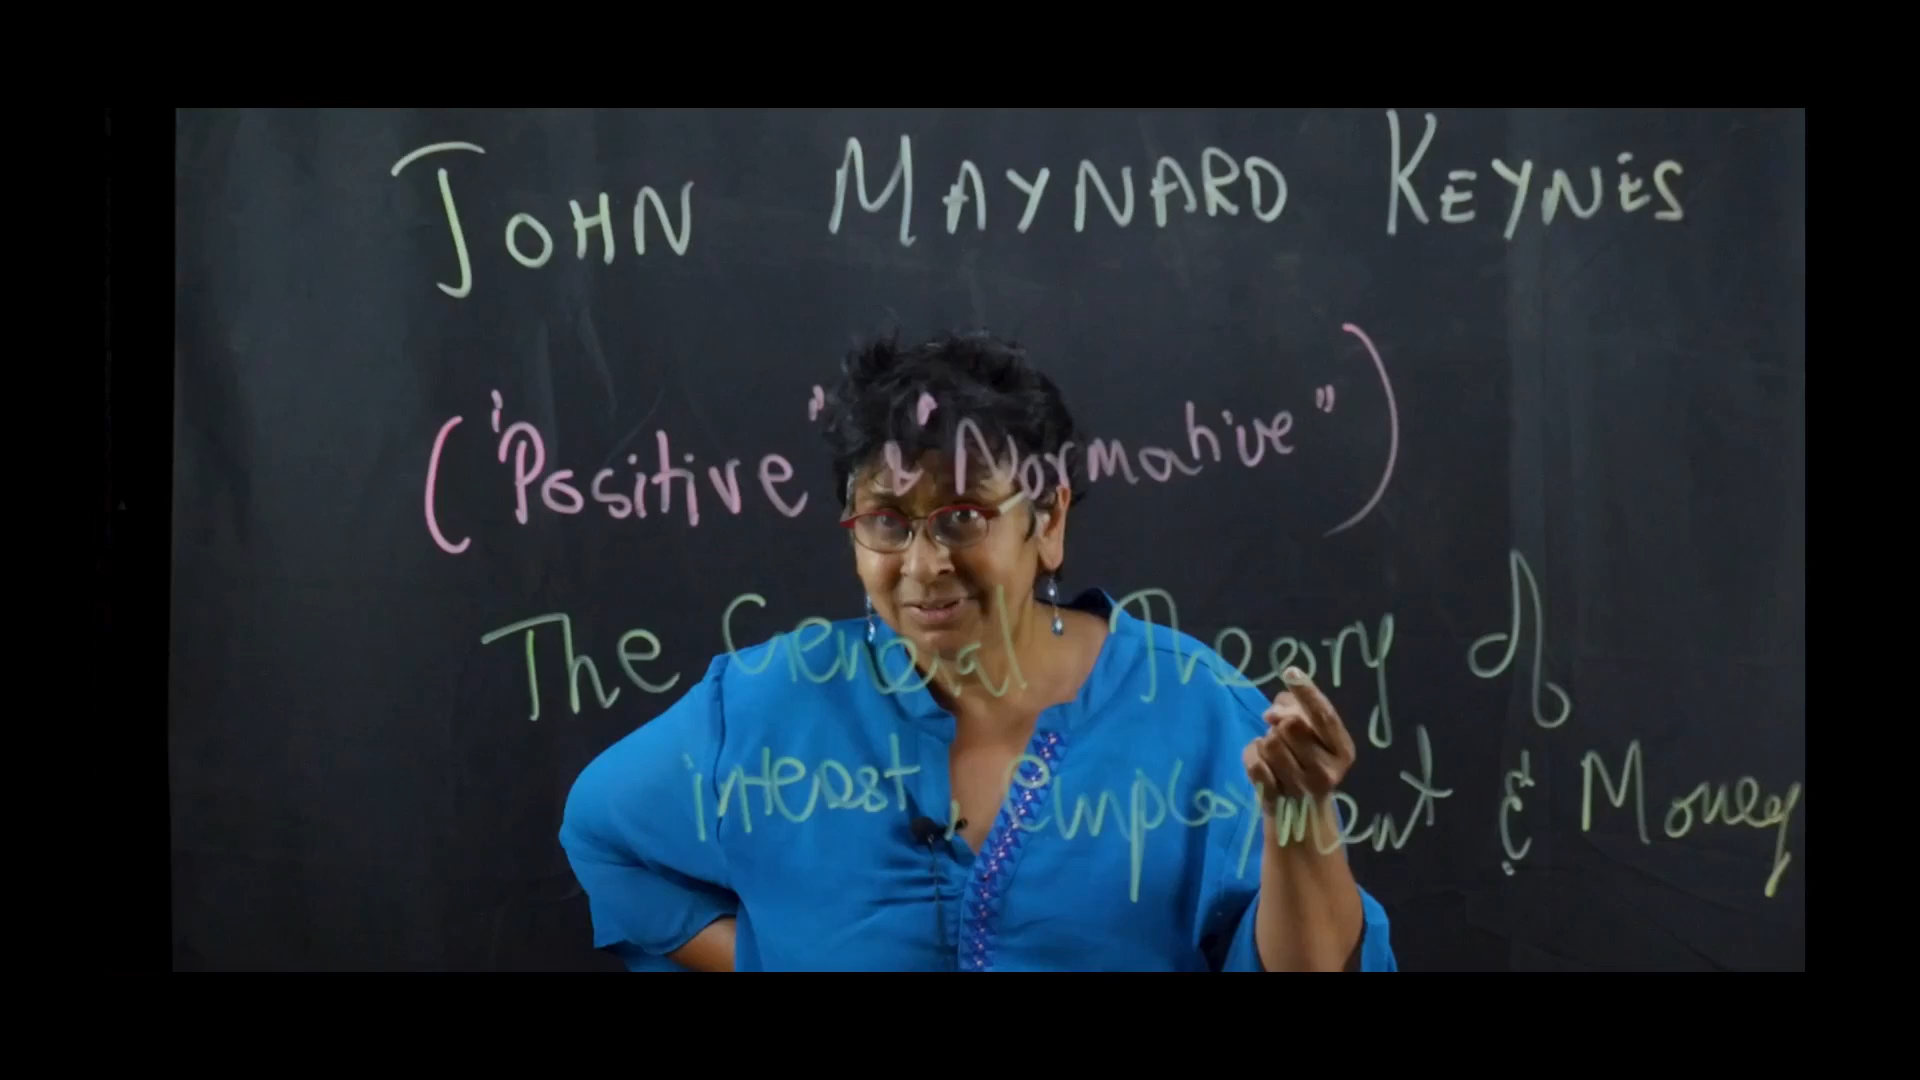 JOHN MAYNARD KEYNES
("Positive" & "Normative")
The General Theory of
interest, employment & Money